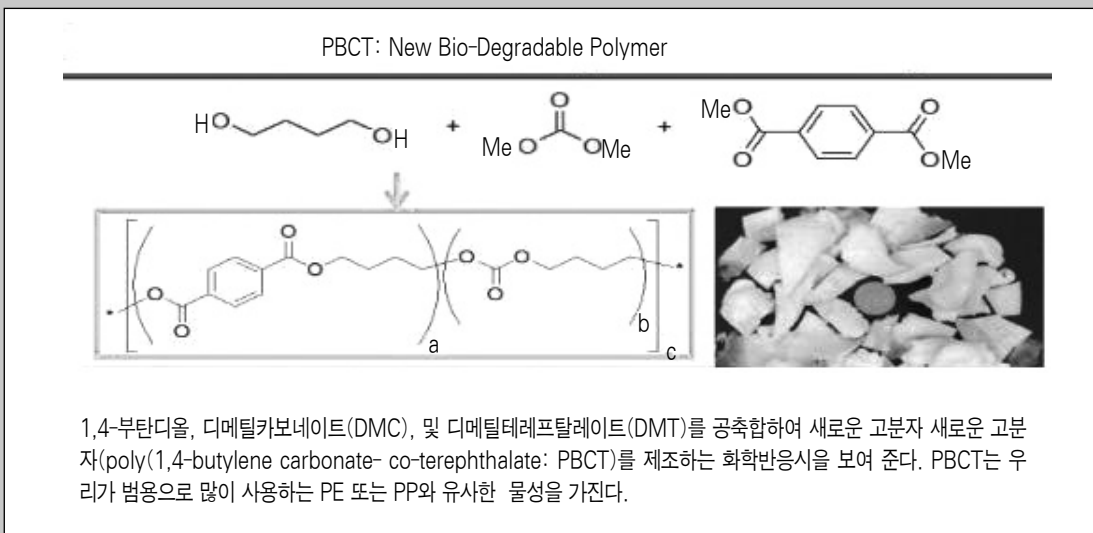 PBCT: New Bio-Degradable Polymer
HO
OH
+
O
Me O
OMe
+
MeO
O
O
OMe
*
O
O
O
O
a
O
O
O
b
c
*
1,4-부탄디올, 디메틸카보네이트(DMC), 및 디메틸테레프탈레이트(DMT)를 공축합하여 새로운 고분자 새로운 고분
자(poly(1,4-butylene carbonate- co-terephthalate: PBCT)를 제조하는 화학반응시을 보여 준다. PBCT는 우
리가 범용으로 많이 사용하는 PE 또는 PP와 유사한 물성을 가진다.